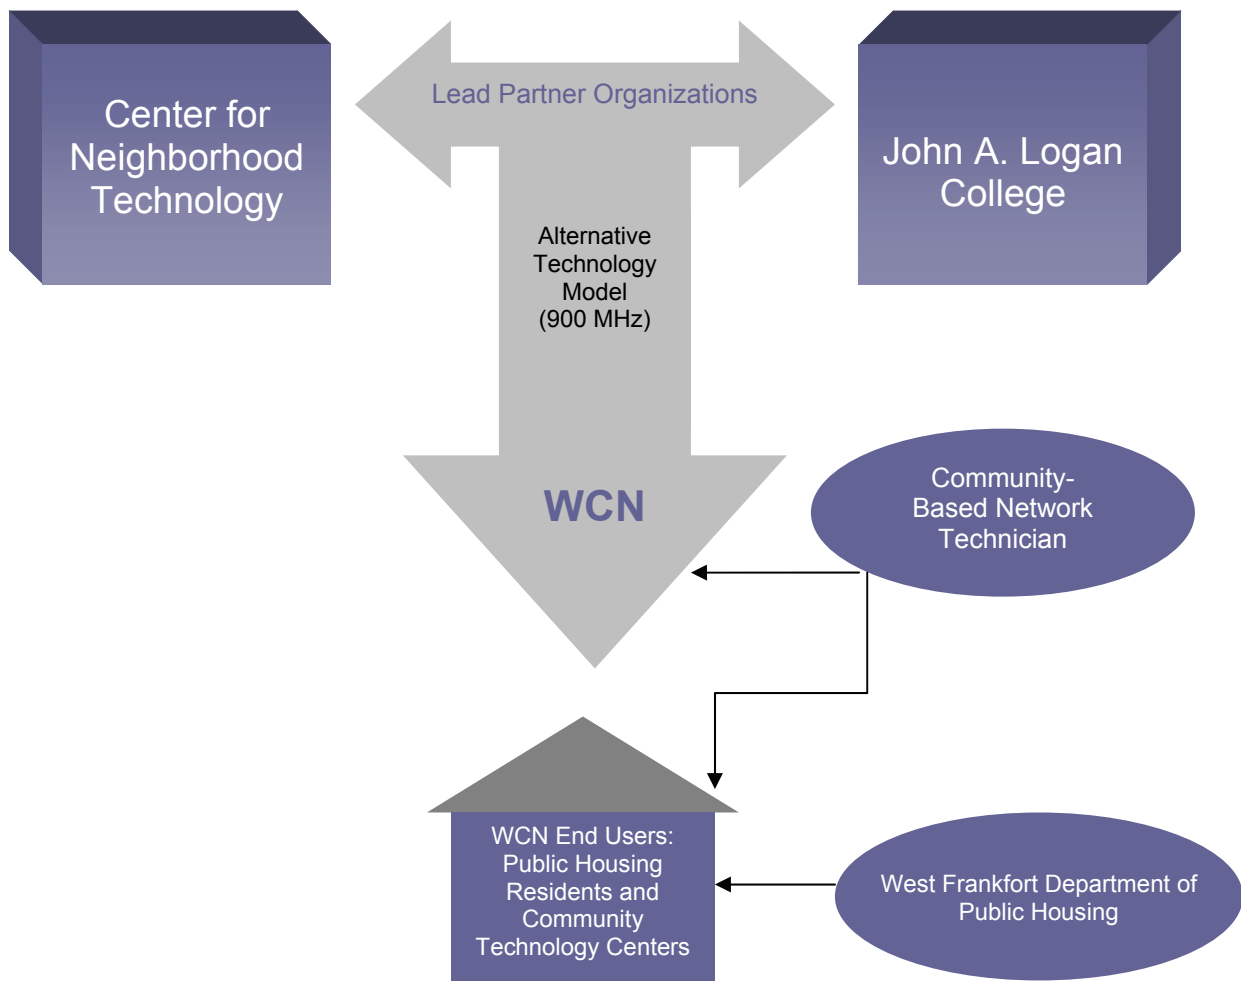 Center for
Neighborhood
Technology
Lead Partner Organizations
John A. Logan
College
Alternative
Technology
Model
(900 MHz)
WCN
Community-
Based Network
Technician
WCN End Users:
Public Housing
Residents and
Community
Technology Centers
West Frankfort Department of
Public Housing